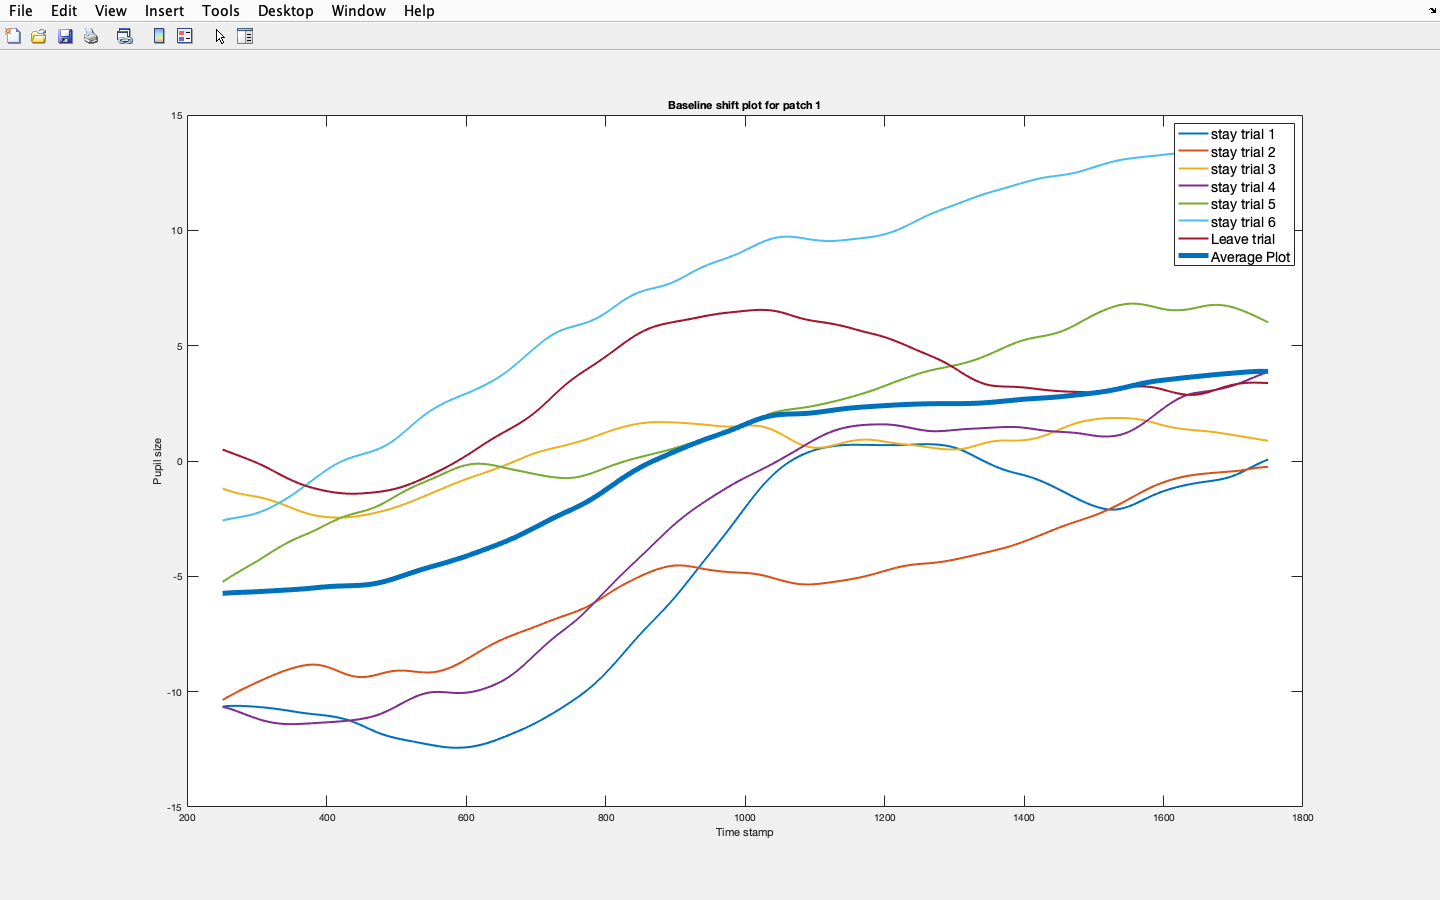 File Edit View Insert Tools Desktop Window Help
Baseline shift plot for patch 1
15
10
5
0
-5
-10
-15
Pupil size
200 400 600 800 1000 1200 1400 1600 1800
Time stamp
stay trial 1
stay trial 2
stay trial 3
stay trial 4
stay trial 5
stay trial 6
Leave trial
Average Plot